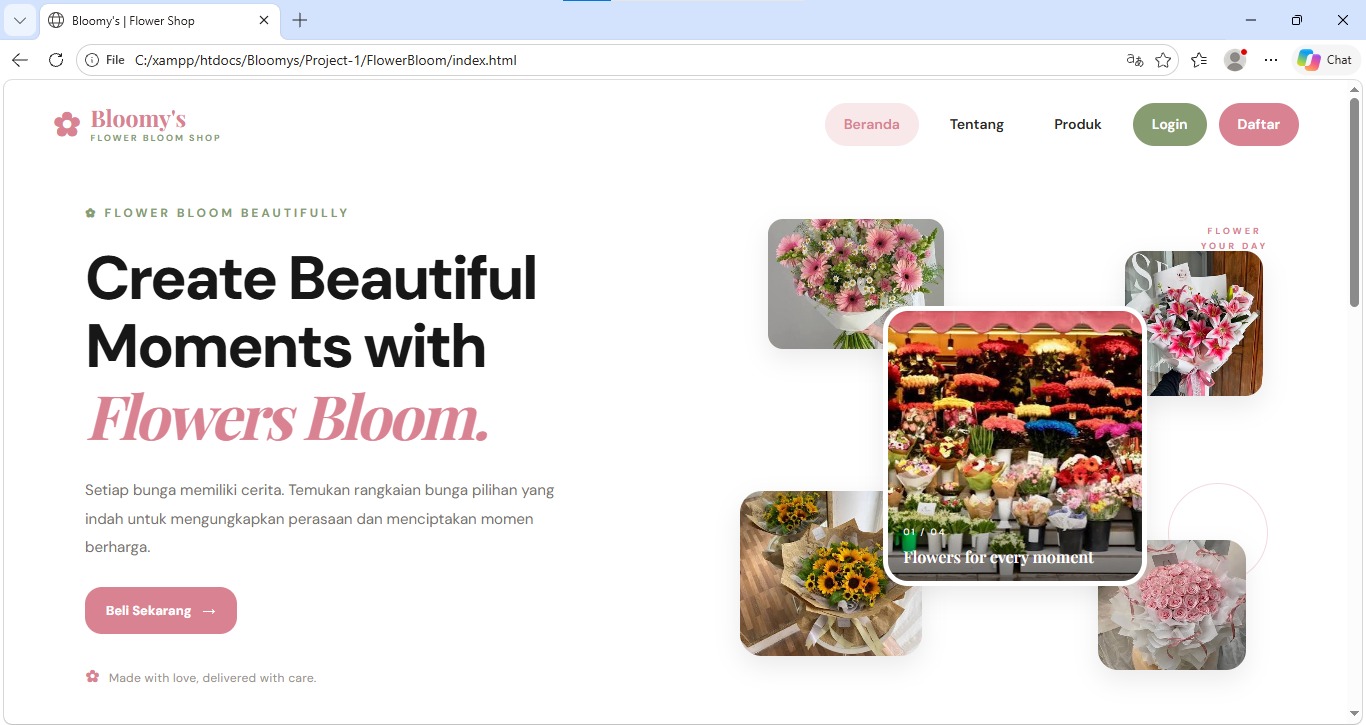 Bloomy's | Flower Shop
File C:/xampp/htdocs/Bloomys/Project-1/FlowerBloom/index.html
Chat
Bloomy's
FLOWER BLOOM SHOP
Beranda
Tentang
Produk
Login
Daftar
FLOWER BLOOM BEAUTIFULLY
Create Beautiful
Moments with
Flowers Bloom.
Setiap bunga memiliki cerita. Temukan rangkaian bunga pilihan yang
indah untuk mengungkapkan perasaan dan menciptakan momen
berharga.
Beli Sekarang →
Made with love, delivered with care.
FLOWER
YOUR DAY
01 / 04
Flowers for every moment